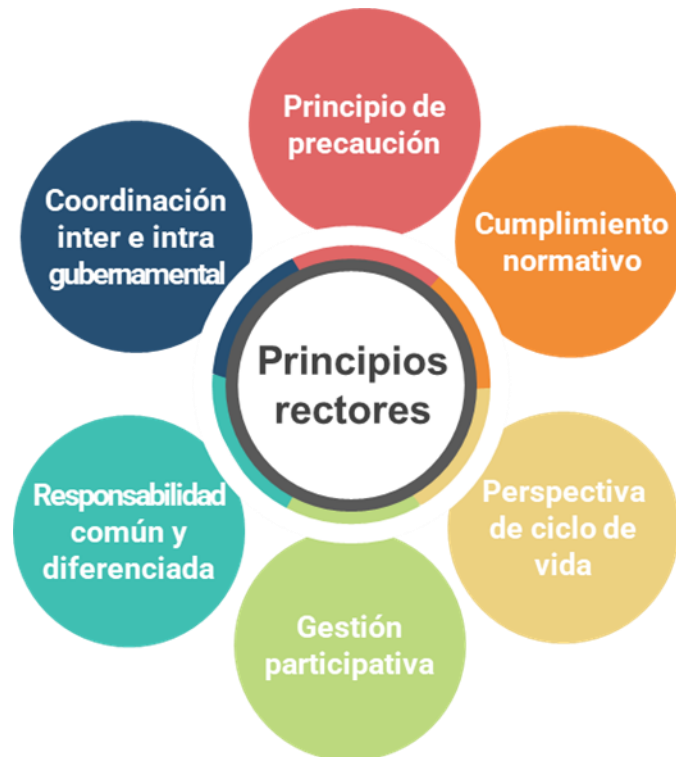 Principio de
precaución
Coordinación
inter e intra
gubernamental
Cumplimiento
normativo
Principios
rectores
Responsabilidad
común y
diferenciada
Perspectiva
de ciclo de
vida
Gestión
participativa